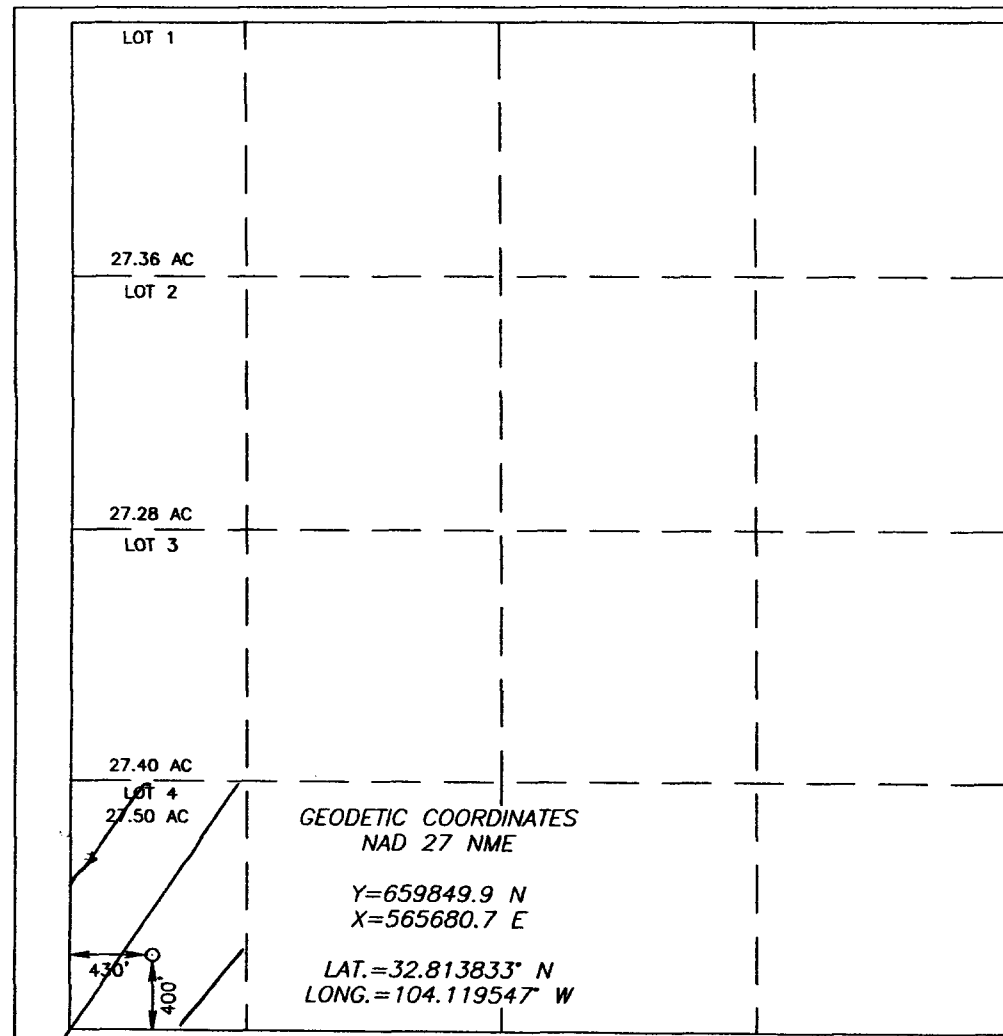 LOT 1
27.36 AC
LOT 2
27.28 AC
LOT 3
27.40 AC
LOT 4
27.50 AC
GEODETIC COORDINATES
NAD 27 NME
Y=659849.9 N
X=565680.7 E
LAT.=32.813833° N
LONG.=104.119547° W
430'
400'